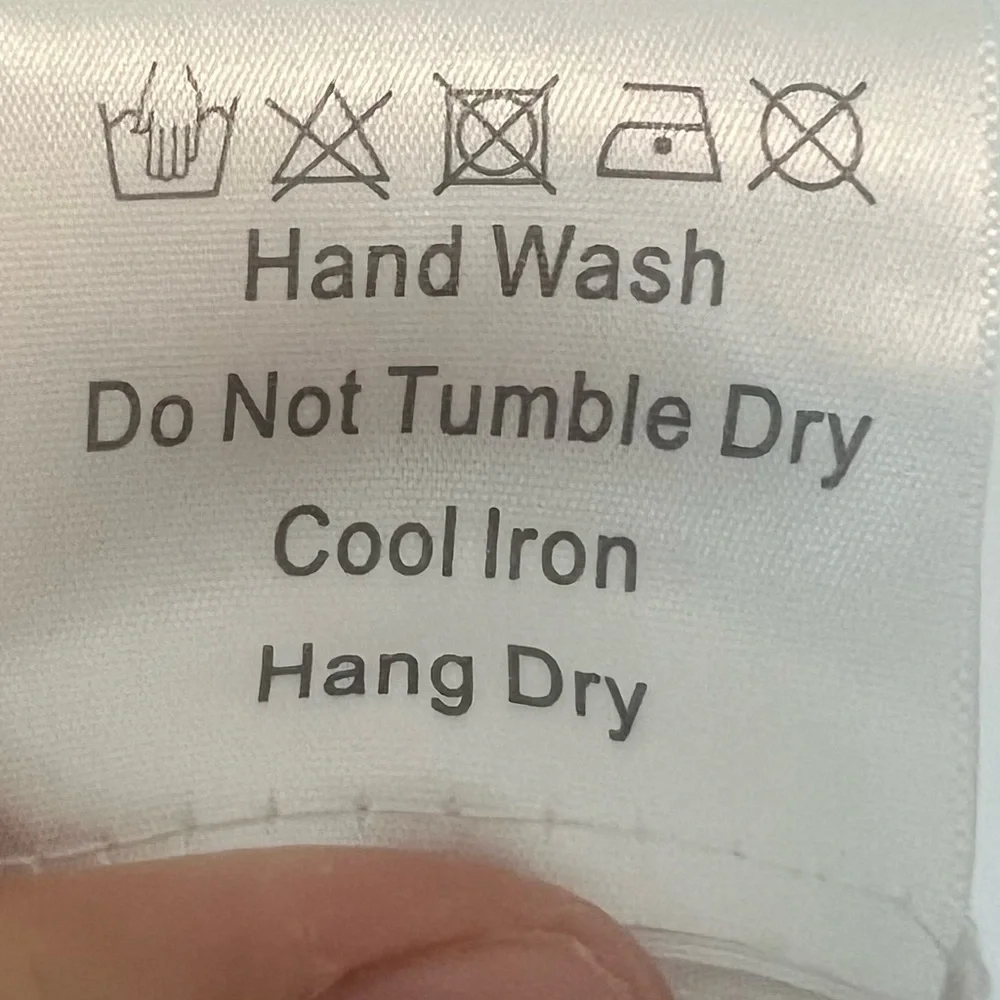 Hand Wash
Do Not Tumble Dry
Cool Iron
Hang Dry